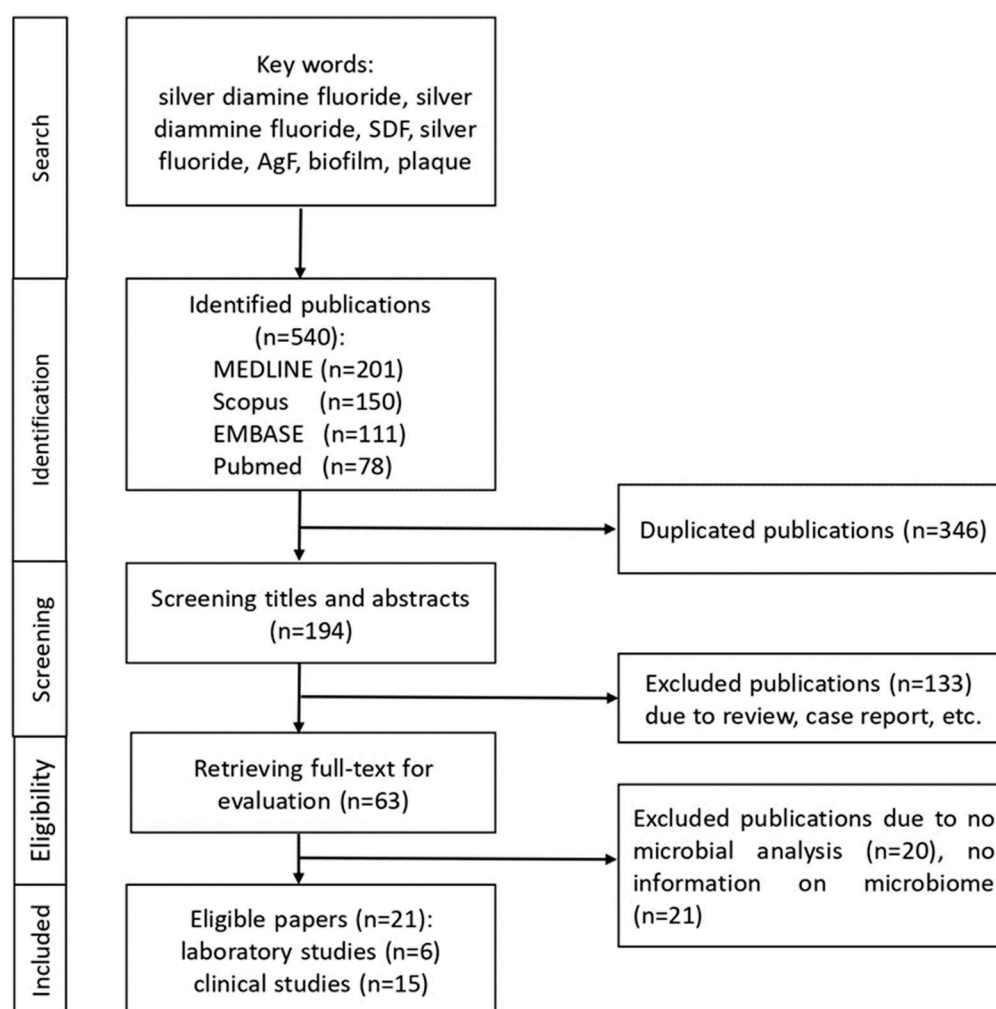 Search
Key words:
silver diamine fluoride, silver
diammine fluoride, SDF, silver
fluoride, AgF, biofilm, plaque
Identification
Identified publications
(n=540):
MEDLINE (n=201)
Scopus (n=150)
EMBASE (n=111)
Pubmed (n=78)
Duplicated publications (n=346)
Screening
Screening titles and abstracts
(n=194)
Excluded publications (n=133)
due to review, case report, etc.
Eligibility
Retrieving full-text for
evaluation (n=63)
Excluded publications due to no
microbial analysis (n=20), no
information on microbiome
(n=21)
Included
Eligible papers (n=21):
laboratory studies (n=6)
clinical studies (n=15)